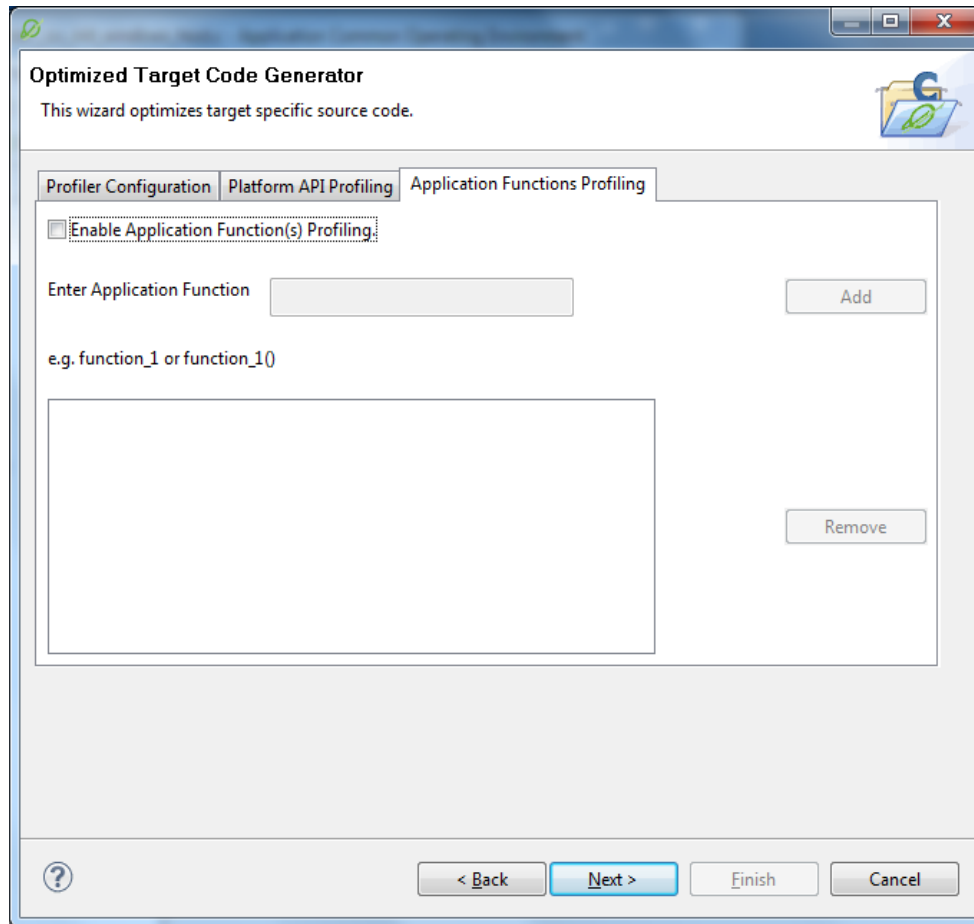 Optimized Target Code Generator
This wizard optimizes target specific source code.
Profiler Configuration
Platform API Profiling
Application Functions Profiling
Enable Application Function(s) Profiling.
Enter Application Function
Add
e.g. function_1 or function_1()
Remove
?
< Back
Next >
Finish
Cancel